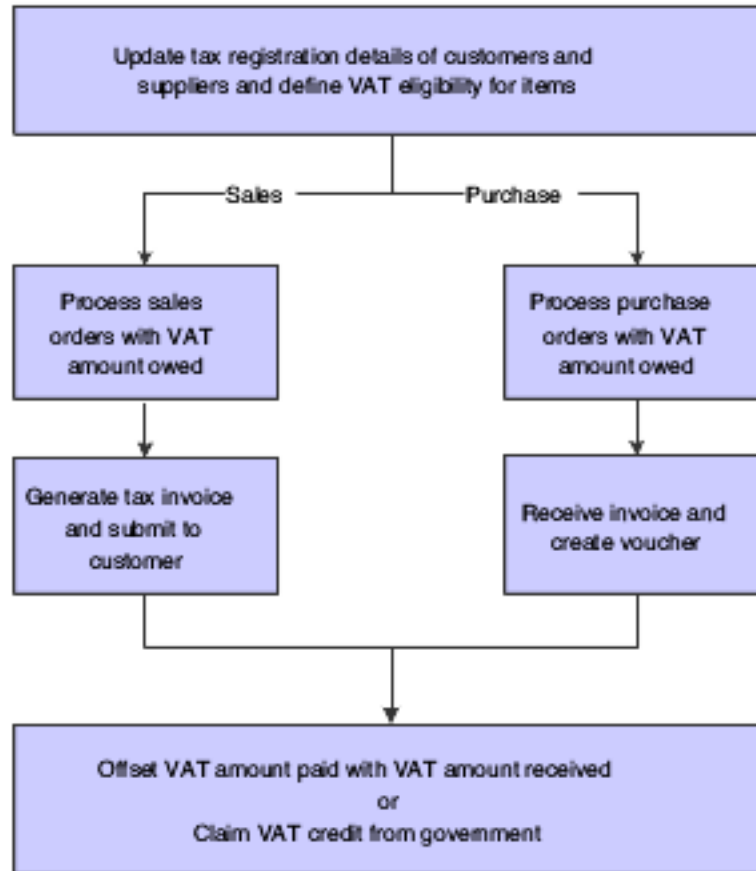 Update tax registration details of customers and
suppliers and define VAT eligibility for items
Sales
Purchase
Process sales
orders with VAT
amount owed
Process purchase
orders with VAT
amount owed
Generate tax invoice
and submit to
customer
Receive invoice and
create voucher
Offset VAT amount paid with VAT amount received
or
Claim VAT credit from government